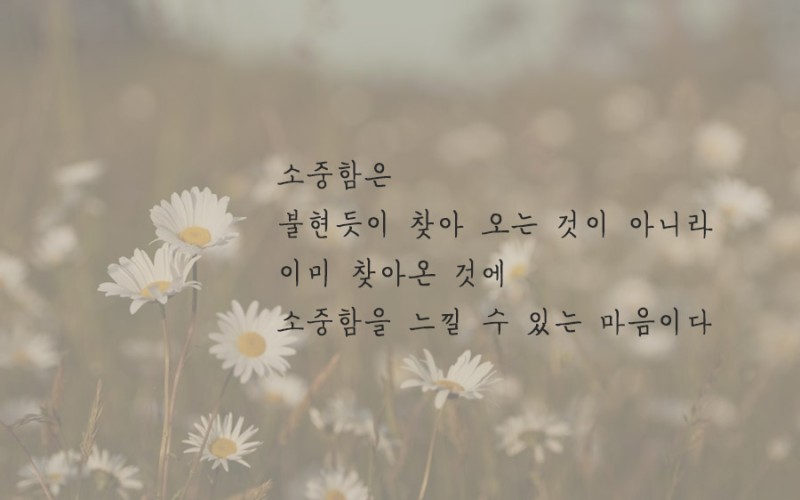 소중함은
불현듯이 찾아 오는 것이 아니라
이미 찾아온 것에
소중함을 느낄 수 있는 마음이다